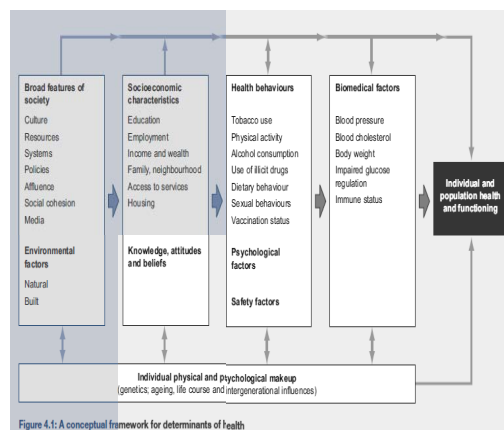 Broad features of
society
Culture
Resources
Systems
Policies
Affluence
Social cohesion
Media
Environmental
factors
Natural
Built
Socioeconomic
characteristics
Education
Employment
Income and wealth
Family, neighbourhood
Access to services
Housing
Knowledge, attitudes
and beliefs
Health behaviours
Tobacco use
Physical activity
Alcohol consumption
Use of illicit drugs
Dietary behaviour
Sexual behaviours
Vaccination status
Psychological
factors
Safety factors
Biomedical factors
Blood pressure
Blood cholesterol
Body weight
Impaired glucose
regulation
Immune status
Individual and
population health
and functioning
Individual physical and psychological makeup
(genetics; ageing, life course and intergenerational influences)
Figure 4.1: A conceptual framework for determinants of health